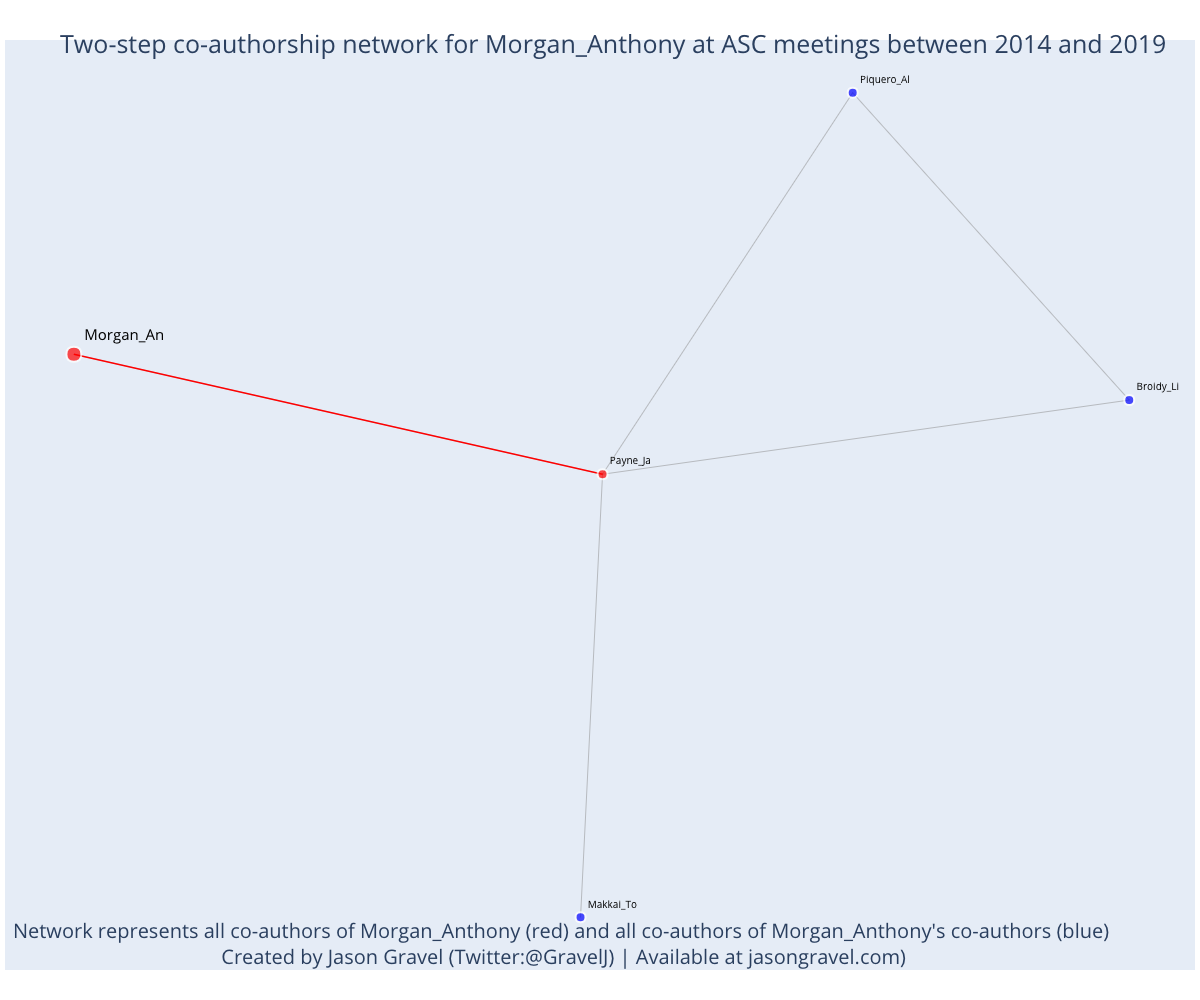 Two-step co-authorship network for Morgan_Anthony at ASC meetings between 2014 and 2019
Piquero_Al
Morgan_An
Broidy_Li
Payne_Ja
Makkai_To
Network represents all co-authors of Morgan_Anthony (red) and all co-authors of Morgan_Anthony's co-authors (blue)
Created by Jason Gravel (Twitter:@GravelJ) | Available at jasongravel.com)